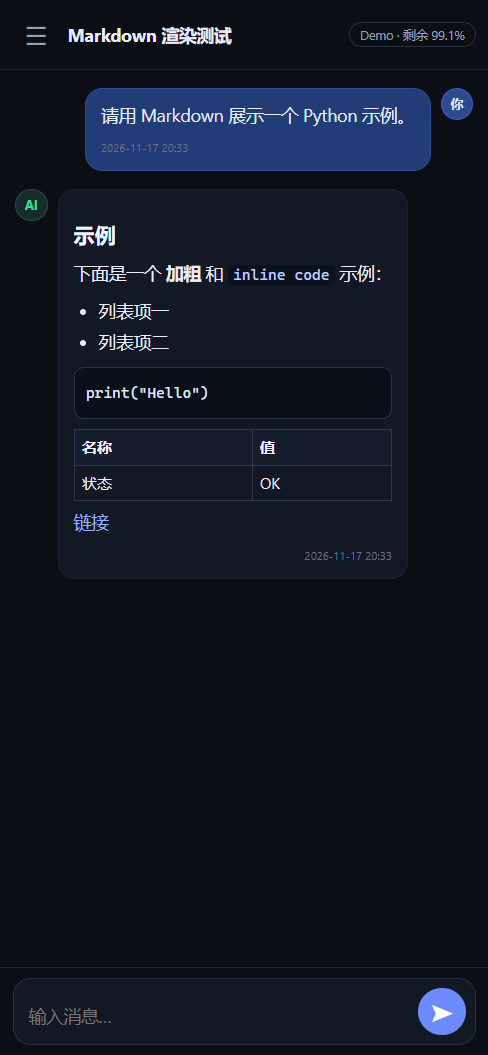 ☰ Markdown 渲染测试 Demo · 剩余 99.1%
请用 Markdown 展示一个 Python 示例。
你
2026-11-17 20:33
AI
示例
下面是一个 加粗 和 inline code 示例：
• 列表项一
• 列表项二
print("Hello")
名称 值
状态 OK
链接
2026-11-17 20:33
输入消息…